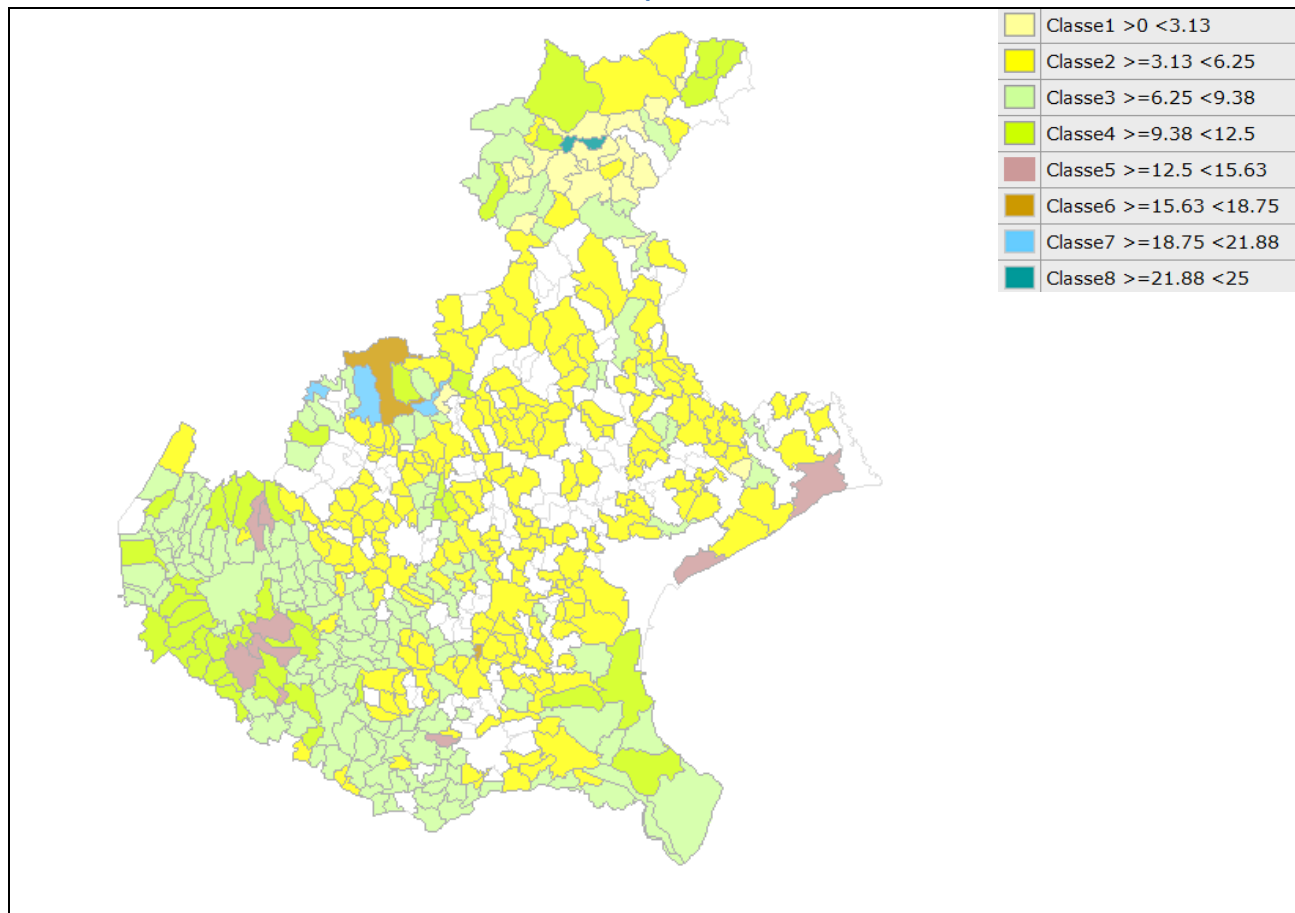 Classe1 >0 <3.13
Classe2 >=3.13 <6.25
Classe3 >=6.25 <9.38
Classe4 >=9.38 <12.5
Classe5 >=12.5 <15.63
Classe6 >=15.63 <18.75
Classe7 >=18.75 <21.88
Classe8 >=21.88 <25